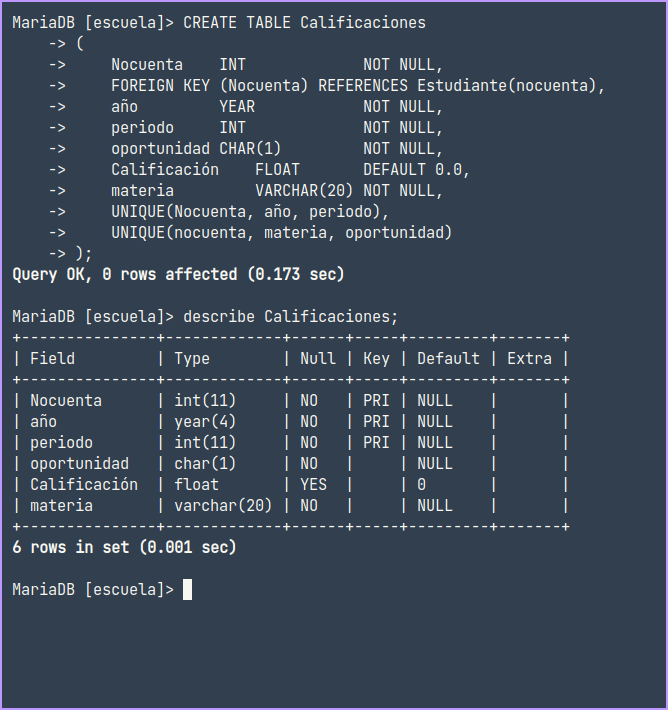 MariaDB [escuela]> CREATE TABLE Calificaciones
    -> (
    ->     Nocuenta    INT             NOT NULL,
    ->     FOREIGN KEY (Nocuenta) REFERENCES Estudiante(nocuenta),
    ->     año         YEAR            NOT NULL,
    ->     periodo     INT             NOT NULL,
    ->     oportunidad CHAR(1)         NOT NULL,
    ->     Calificación    FLOAT       DEFAULT 0.0,
    ->     materia         VARCHAR(20) NOT NULL,
    ->     UNIQUE(Nocuenta, año, periodo),
    ->     UNIQUE(nocuenta, materia, oportunidad)
    -> );
Query OK, 0 rows affected (0.173 sec)

MariaDB [escuela]> describe Calificaciones;
+---------------+-------------+------+-----+---------+-------+
| Field         | Type        | Null | Key | Default | Extra |
+---------------+-------------+------+-----+---------+-------+
| Nocuenta      | int(11)     | NO   | PRI | NULL    |       |
| año           | year(4)     | NO   | PRI | NULL    |       |
| periodo       | int(11)     | NO   | PRI | NULL    |       |
| oportunidad   | char(1)     | NO   |     | NULL    |       |
| Calificación  | float       | YES  |     | 0       |       |
| materia       | varchar(20) | NO   |     | NULL    |       |
+---------------+-------------+------+-----+---------+-------+
6 rows in set (0.001 sec)

MariaDB [escuela]>